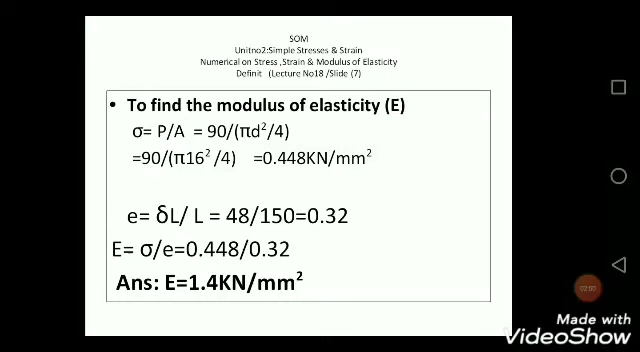 SOM
Unitno2:Simple Stresses & Strain
Numerical on Stress ,Strain & Modulus of Elasticity
Definit (Lecture No18 /Slide (7)
• To find the modulus of elasticity (E)
σ= P/A = 90/(πd²/4)
=90/(π16² /4) =0.448KN/mm²
e= δL/ L = 48/150=0.32
E= σ/e=0.448/0.32
Ans: E=1.4KN/mm²
02:00
Made with
VideoShow